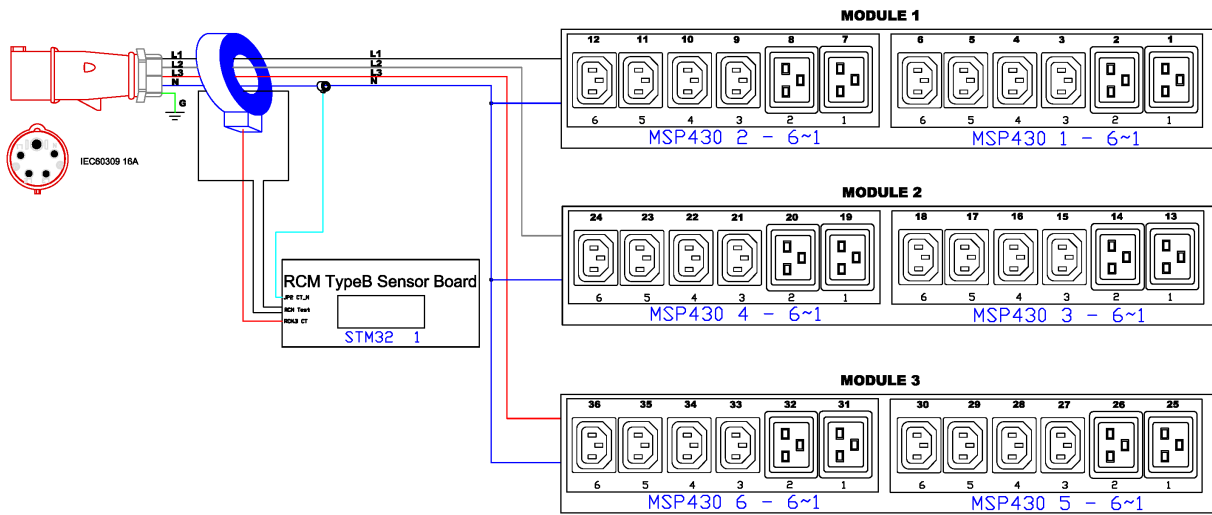 MODULE 1
L1
L2
L3
N
G
L1
L2
L3
N
IEC60309 16A
12 11 10 9 8 7 6 5 4 3 2 1
6 5 4 3 2 1 6 5 4 3 2 1
MSP430 2 - 6~1 MSP430 1 - 6~1
MODULE 2
24 23 22 21 20 19 18 17 16 15 14 13
6 5 4 3 2 1 6 5 4 3 2 1
MSP430 4 - 6~1 MSP430 3 - 6~1
RCM TypeB Sensor Board
JP2 CT_N
RCM Test
RCM3 CT
STM32 1
MODULE 3
36 35 34 33 32 31 30 29 28 27 26 25
6 5 4 3 2 1 6 5 4 3 2 1
MSP430 6 - 6~1 MSP430 5 - 6~1